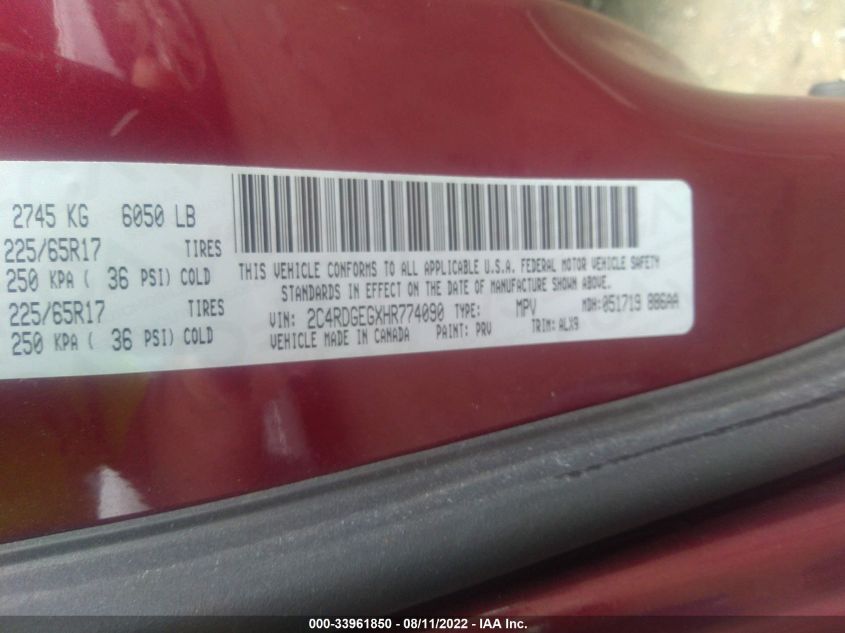 2745 KG 6050 LB
225/65R17 TIRES
250 KPA ( 36 PSI) COLD
225/65R17 TIRES
250 KPA ( 36 PSI) COLD
THIS VEHICLE CONFORMS TO ALL APPLICABLE U.S.A. FEDERAL MOTOR VEHICLE SAFETY
STANDARDS IN EFFECT ON THE DATE OF MANUFACTURE SHOWN ABOVE.
VIN: 2C4RDGEGXHR774090 TYPE: MPV MDH: 051719 886AA
VEHICLE MADE IN CANADA PAINT: PRV TRIM: ALX9
000-33961850 - 08/11/2022 - IAA Inc.